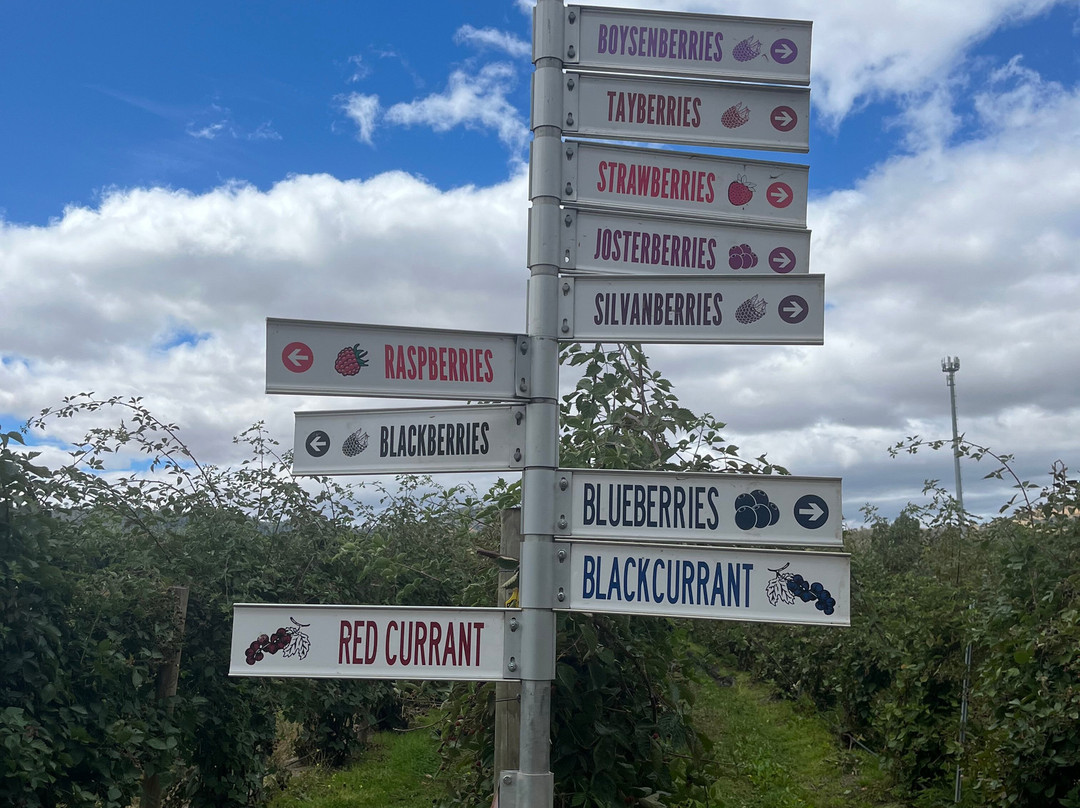 BOYSENBERRIES
TAYBERRIES
STRAWBERRIES
JOSTERBERRIES
SILVANBERRIES
RASPBERRIES
BLACKBERRIES
BLUEBERRIES
BLACKCURRANT
RED CURRANT